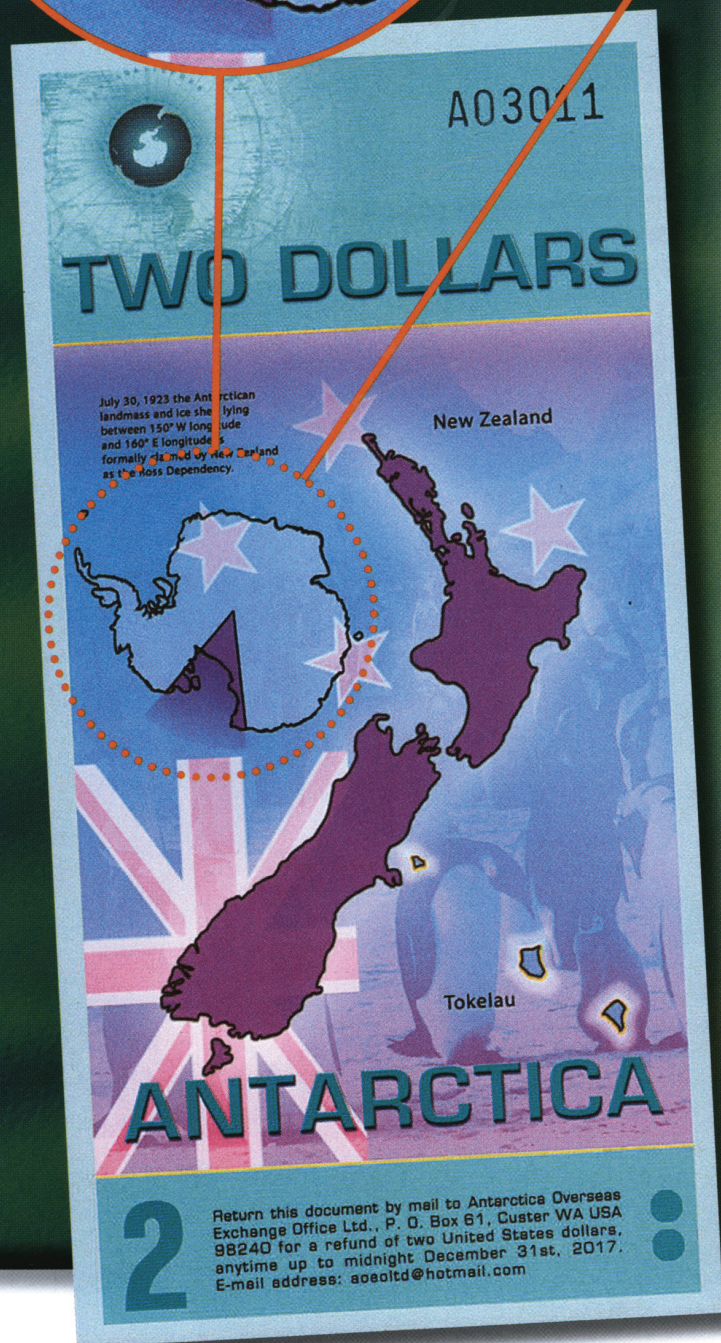 A03011
TWO DOLLARS
July 30, 1923 the Antarctican
landmass and ice shelf lying
between 150° W longitude
and 160° E longitude is
formally claimed by New Zealand
as the Ross Dependency.
New Zealand
Tokelau
ANTARCTICA
2
Return this document by mail to Antarctica Overseas
Exchange Office Ltd., P. O. Box 61, Custer WA USA
98240 for a refund of two United States dollars,
anytime up to midnight December 31st, 2017.
E-mail address: aoeoltd@hotmail.com